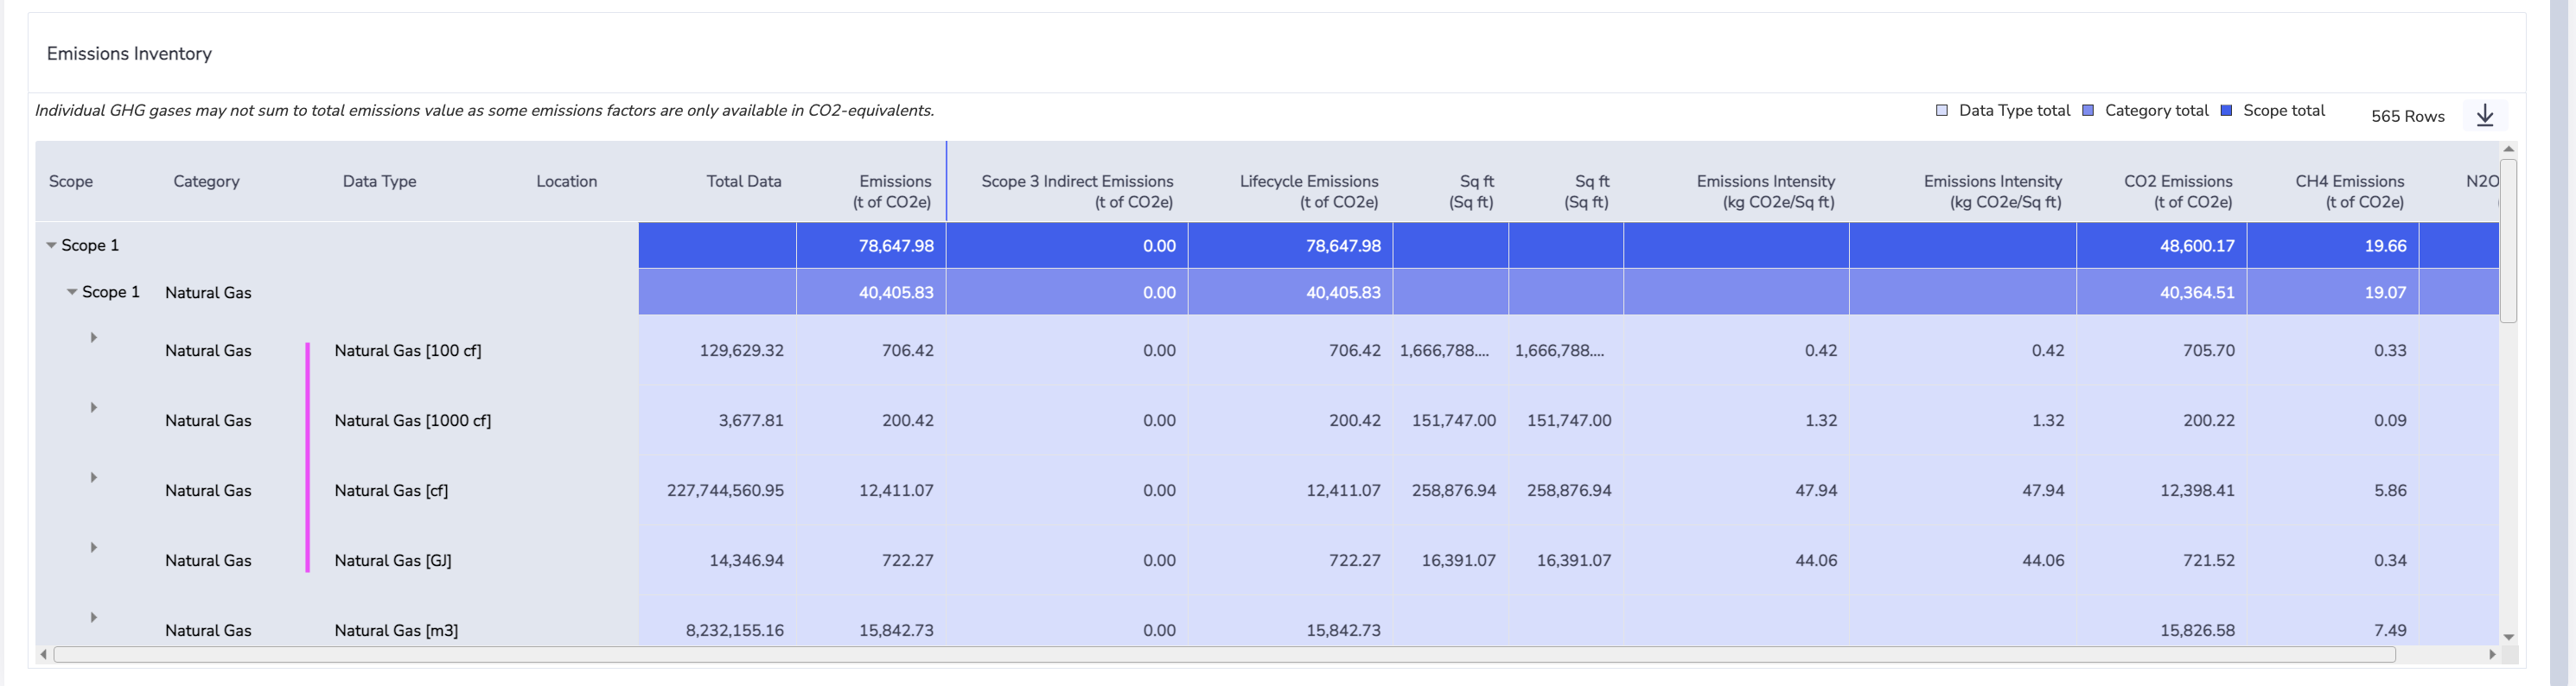 Emissions Inventory
Individual GHG gases may not sum to total emissions value as some emissions factors are only available in CO2-equivalents.
Data Type total Category total Scope total 565 Rows
Scope Category Data Type Location Total Data Emissions Scope 3 Indirect Emissions Lifecycle Emissions Sq ft Sq ft Emissions Intensity Emissions Intensity CO2 Emissions CH4 Emissions N2O
(t of CO2e) (t of CO2e) (t of CO2e) (Sq ft) (Sq ft) (kg CO2e/Sq ft) (kg CO2e/Sq ft) (t of CO2e) (t of CO2e)
Scope 1 78,647.98 0.00 78,647.98 48,600.17 19.66
Scope 1 Natural Gas 40,405.83 0.00 40,405.83 40,364.51 19.07
Natural Gas Natural Gas [100 cf] 129,629.32 706.42 0.00 706.42 1,666,788.... 1,666,788.... 0.42 0.42 705.70 0.33
Natural Gas Natural Gas [1000 cf] 3,677.81 200.42 0.00 200.42 151,747.00 151,747.00 1.32 1.32 200.22 0.09
Natural Gas Natural Gas [cf] 227,744,560.95 12,411.07 0.00 12,411.07 258,876.94 258,876.94 47.94 47.94 12,398.41 5.86
Natural Gas Natural Gas [GJ] 14,346.94 722.27 0.00 722.27 16,391.07 16,391.07 44.06 44.06 721.52 0.34
Natural Gas Natural Gas [m3] 8,232,155.16 15,842.73 0.00 15,842.73 15,826.58 7.49